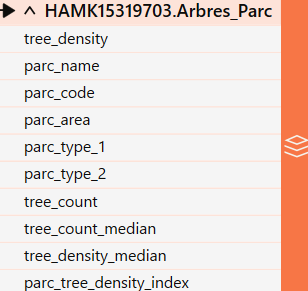 HAMK15319703.Arbres_Parc
tree_density
parc_name
parc_code
parc_area
parc_type_1
parc_type_2
tree_count
tree_count_median
tree_density_median
parc_tree_density_index